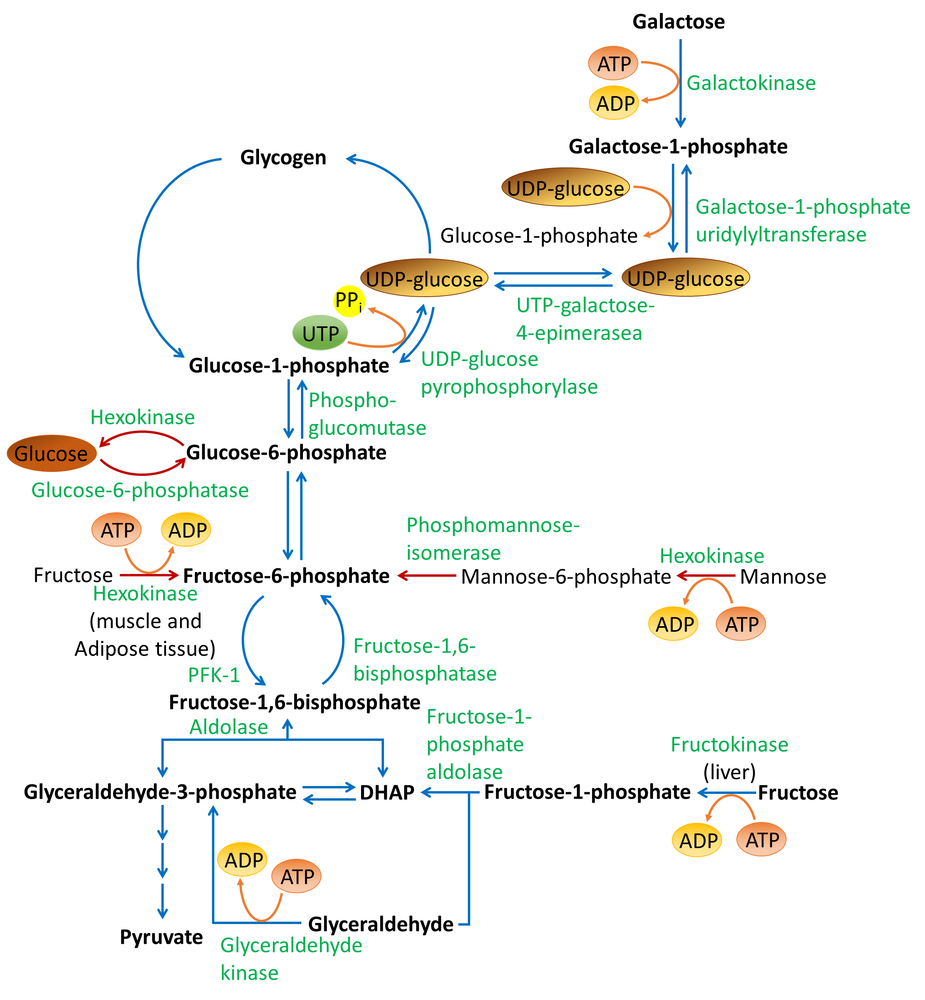 Galactose
ATP
Galactokinase
ADP
Galactose-1-phosphate
Glycogen
UDP-glucose
Galactose-1-phosphate
uridylyltransferase
Glucose-1-phosphate
UDP-glucose
UDP-glucose
PPi
UTP-galactose-
4-epimerasea
UTP
Glucose-1-phosphate
UDP-glucose
pyrophosphorylase
Phospho-
glucomutase
Hexokinase
Glucose
Glucose-6-phosphate
Glucose-6-phosphatase
ATP
ADP
Phosphomannose-
isomerase
Hexokinase
Fructose
Fructose-6-phosphate
Mannose-6-phosphate
Mannose
Hexokinase
(muscle and
Adipose tissue)
ADP
ATP
Fructose-1,6-
bisphosphatase
PFK-1
Fructose-1,6-bisphosphate
Aldolase
Fructose-1-
phosphate
aldolase
Fructokinase
(liver)
Glyceraldehyde-3-phosphate
DHAP
Fructose-1-phosphate
Fructose
ADP
ATP
ADP
ATP
Glyceraldehyde
Pyruvate
Glyceraldehyde
kinase